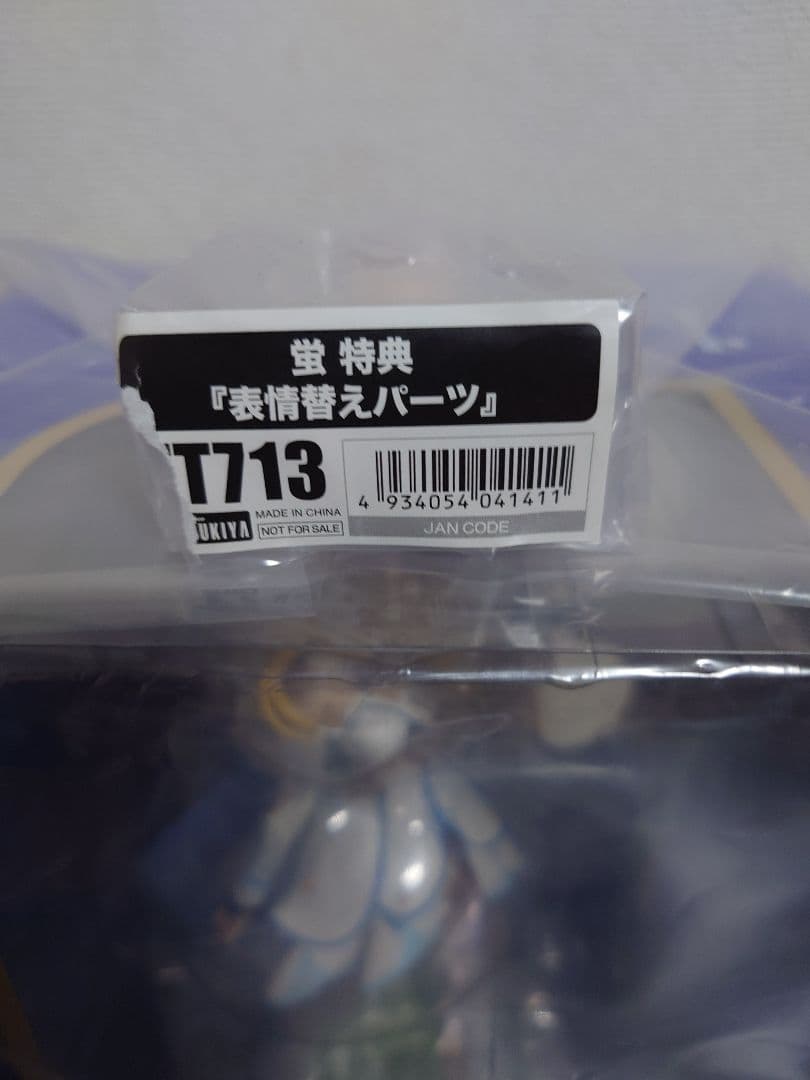 蛍 特典
『表情替えパーツ』
T713
4 934054 041411
MADE IN CHINA
UKIYA NOT FOR SALE
JAN CODE